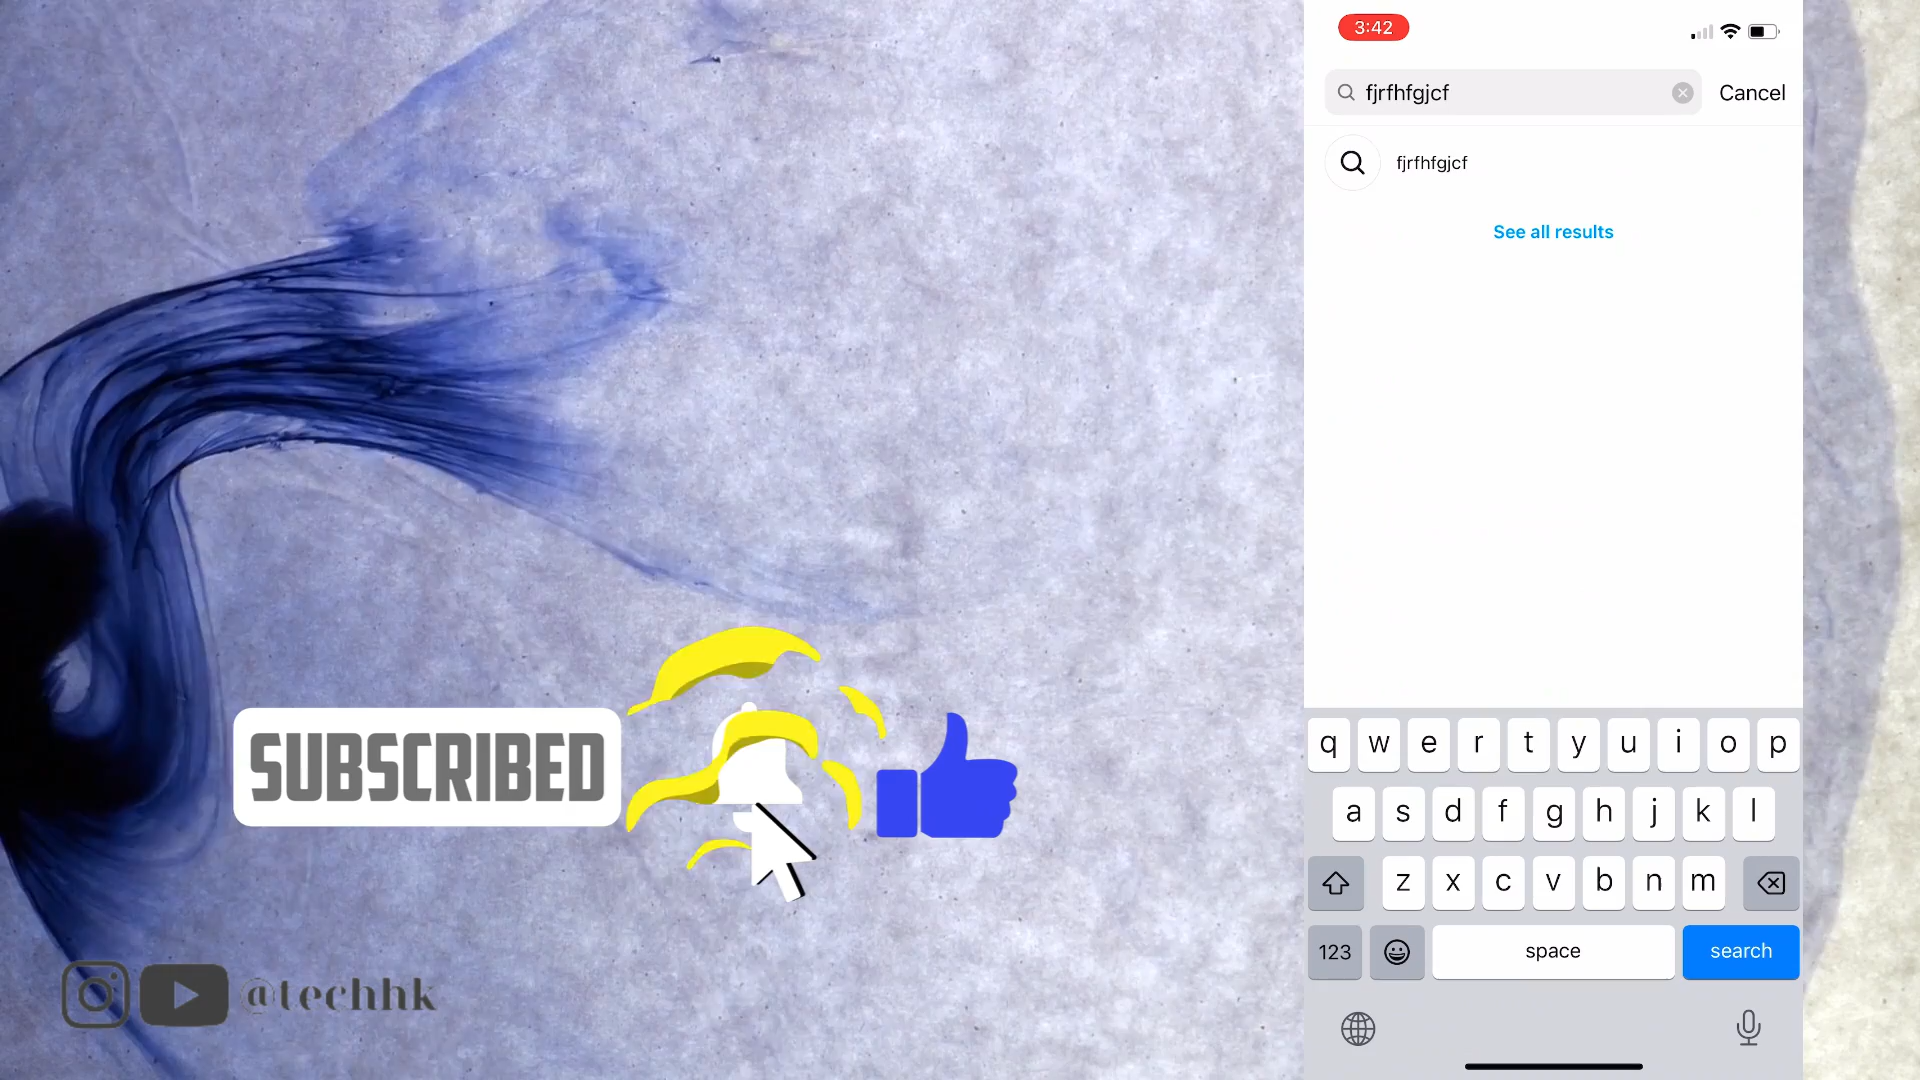 3:42
fjrfhfgjcf
Cancel
fjrfhfgjcf
See all results
q w e r t y u i o p
a s d f g h j k l
z x c v b n m
123
space
search
SUBSCRIBED
@techhk